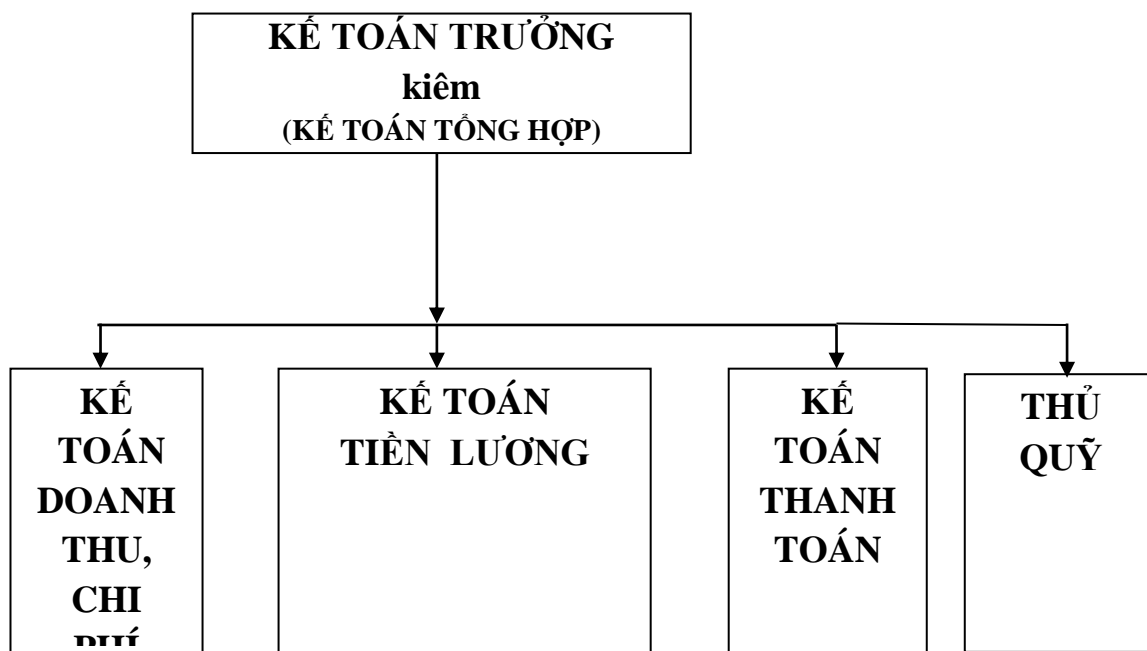 KẾ TOÁN TRƯỞNG
kiêm
(KẾ TOÁN TỔNG HỢP)
KẾ
TOÁN
DOANH
THU,
CHI
PHÍ
KẾ TOÁN
TIỀN LƯƠNG
KẾ
TOÁN
THANH
TOÁN
THỦ
QUỸ